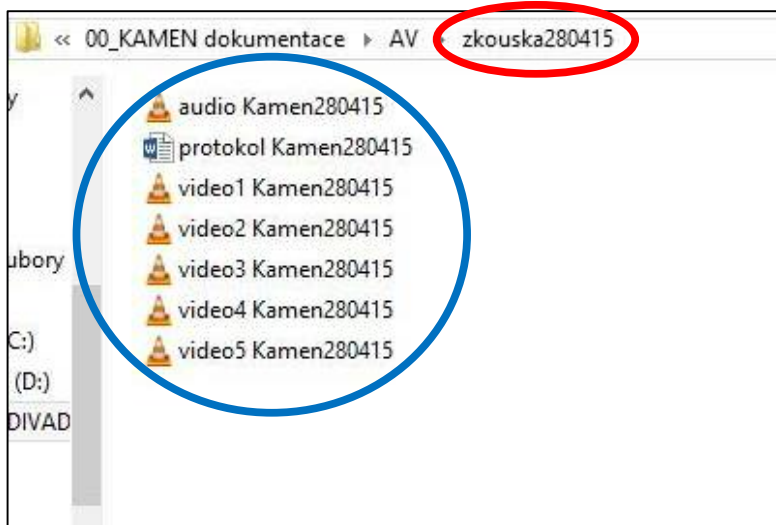 « 00_KAMEN dokumentace ▸ AV ▸ zkouska280415
y
audio Kamen280415
protokol Kamen280415
video1 Kamen280415
video2 Kamen280415
ubory
video3 Kamen280415
video4 Kamen280415
C:)
video5 Kamen280415
(D:)
DIVAD